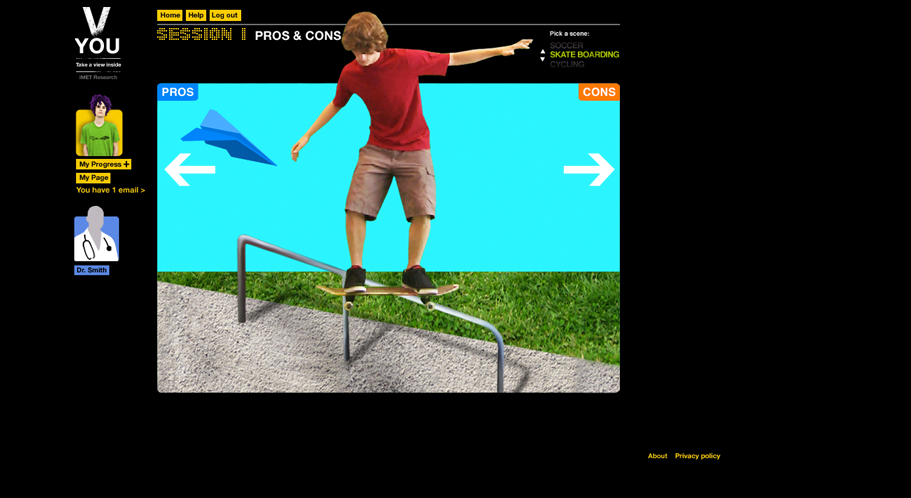 V
YOU
Take a view inside
iMET Research
Home Help Log out
SESSION 1 PROS & CONS
Pick a scene:
SOCCER
SKATE BOARDING
CYCLING
PROS
CONS
My Progress +
My Page
You have 1 email >
Dr. Smith
About Privacy policy